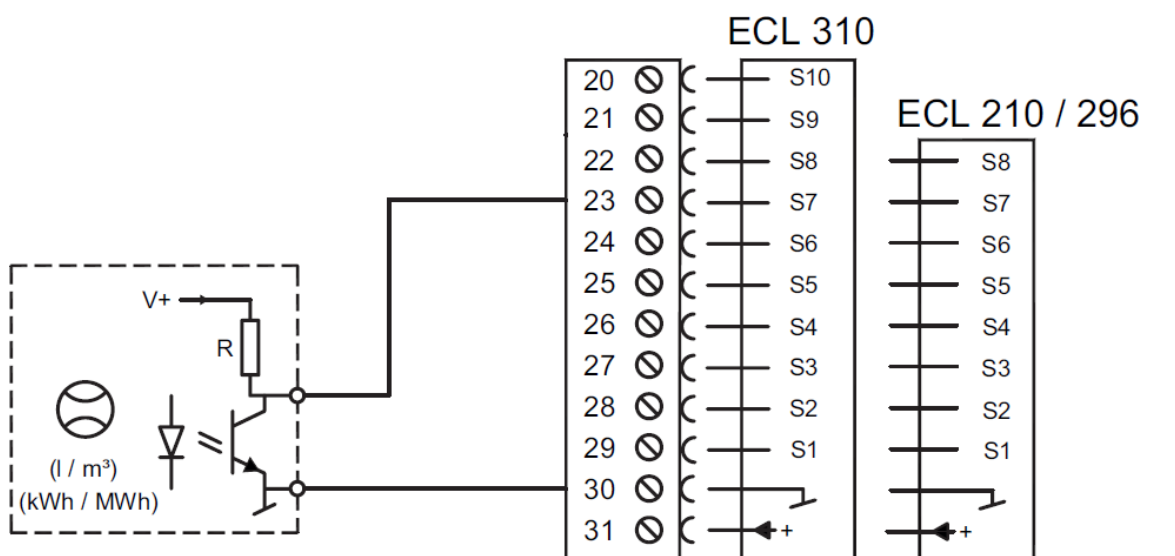 ECL 310
ECL 210 / 296
20 S10
21 S9
22 S8 S8
23 S7 S7
24 S6 S6
25 S5 S5
V+
26 S4 S4
R
27 S3 S3
28 S2 S2
29 S1 S1
(l / m³)
(kWh / MWh)
30
31 + +